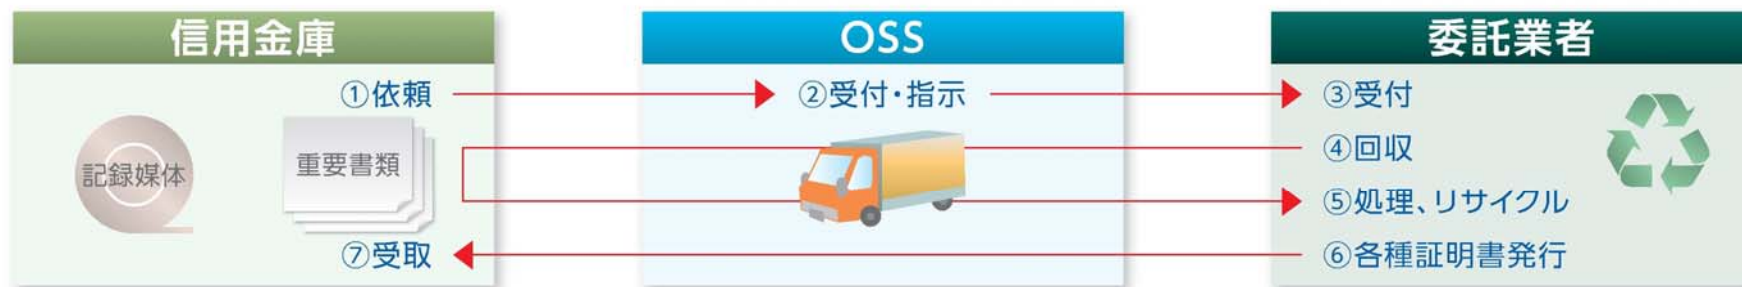 信用金庫
OSS
委託業者
①依頼
②受付・指示
③受付
記録媒体
重要書類
④回収
⑤処理、リサイクル
⑦受取
⑥各種証明書発行